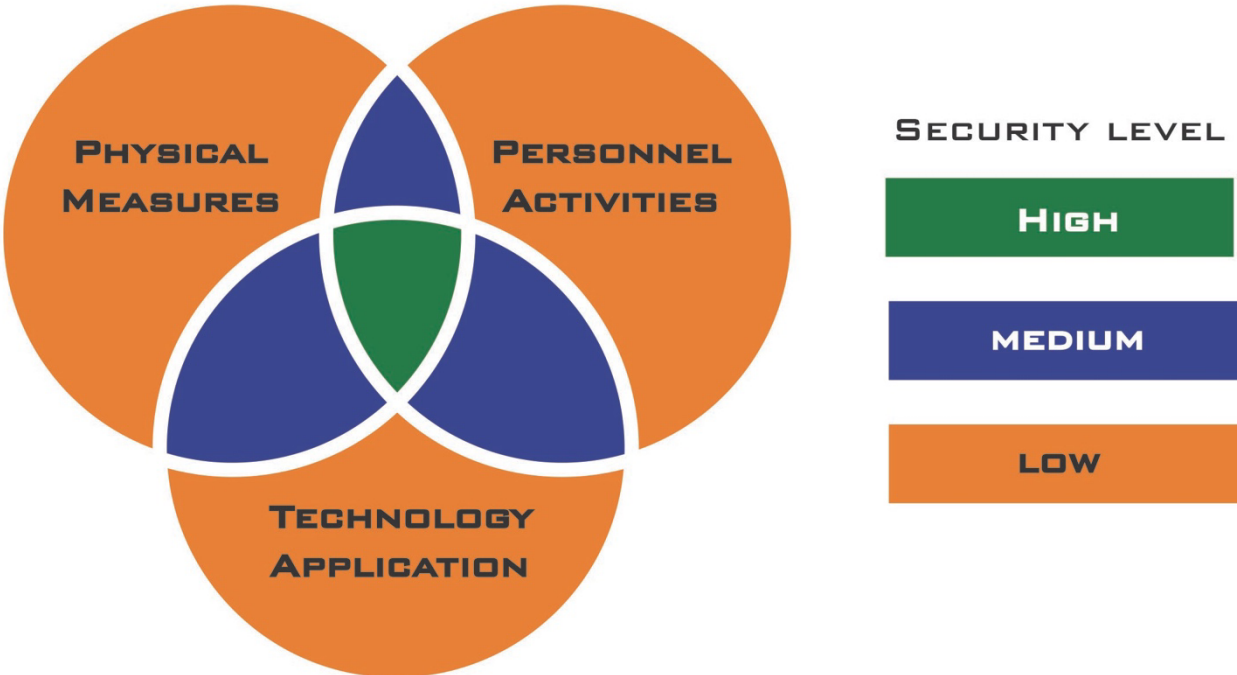 Physical
Measures
Personnel
Activities
Technology
Application
Security level
High
medium
low